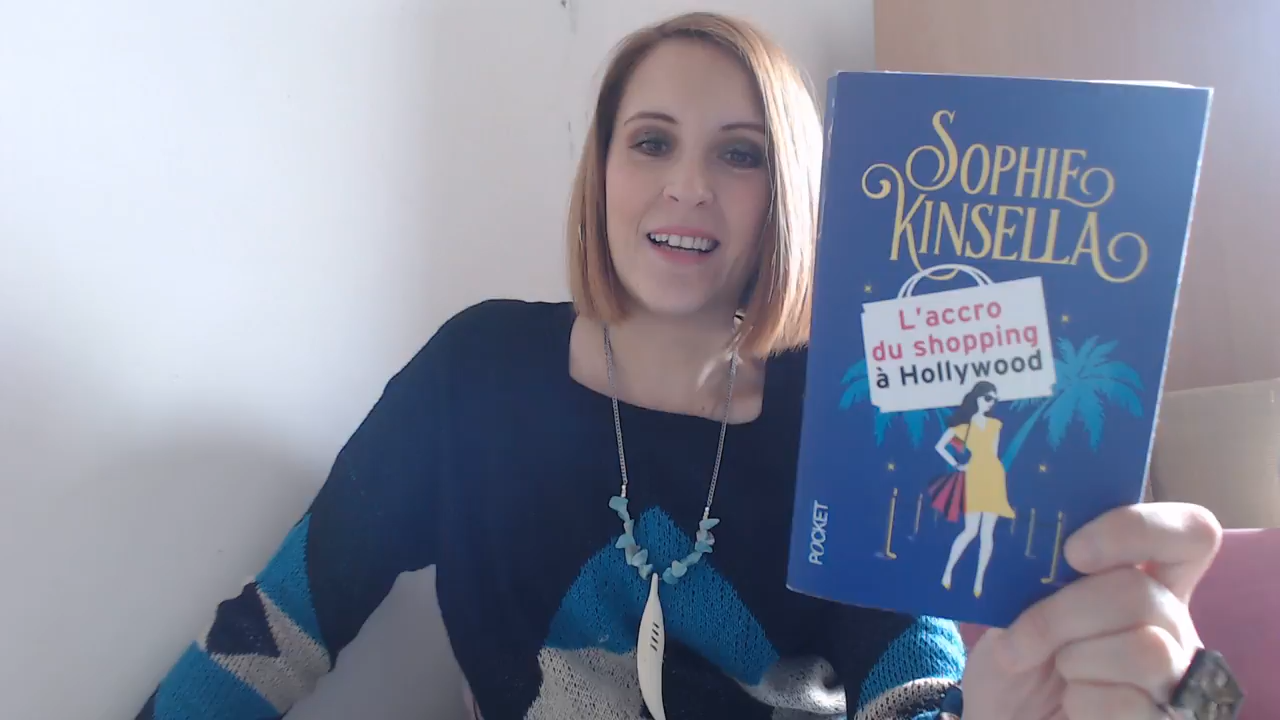 SOPHIE
KINSELLA
L'accro
du shopping
à Hollywood
POCKET